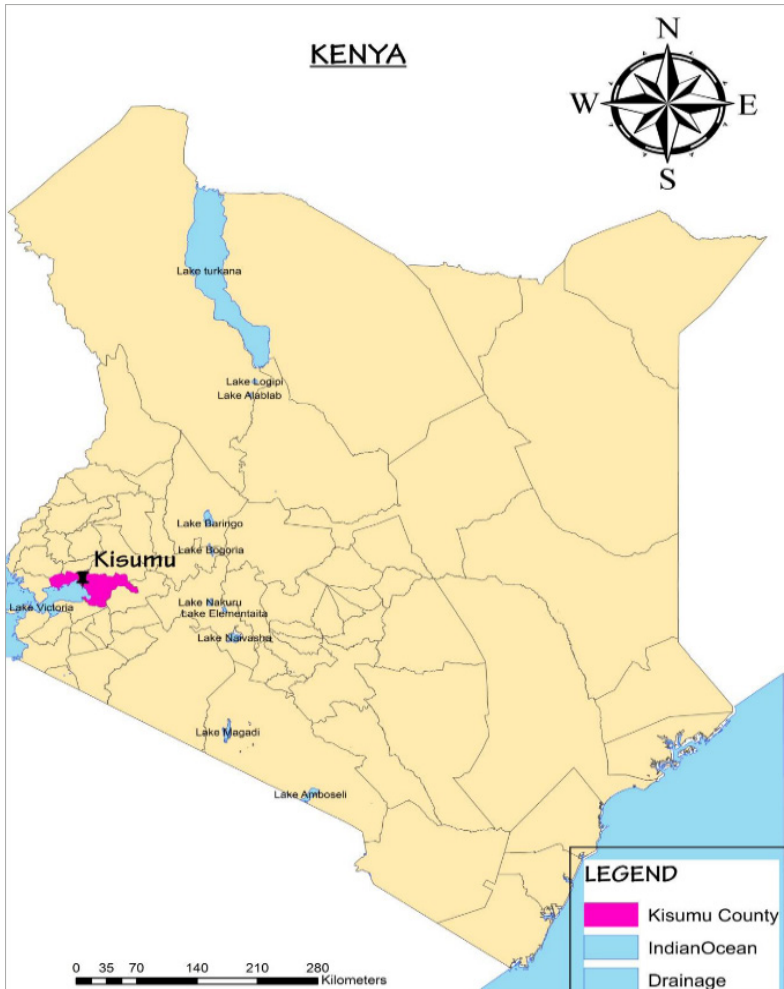 KENYA
N
W
E
S
Lake turkana
Lake Logipi
Lake Alablab
Lake Baringo
Lake Bogoria
Kisumu
Lake Victoria
Lake Nakuru
Lake Elementaita
Lake Naivasha
Lake Magadi
Lake Amboseli
LEGEND
Kisumu County
IndianOcean
Drainage
0 35 70 140 210 280
Kilometers